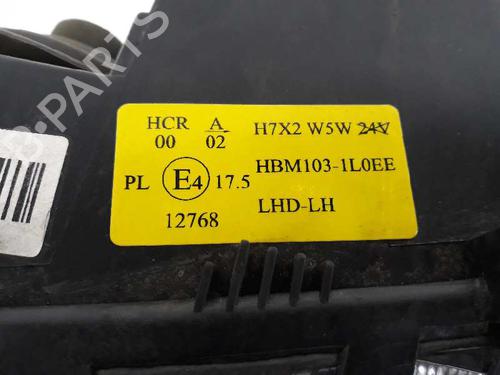 B-PARTS
HCR A H7X2 W5W 24V
00 02
HBM103-1L0EE
PL E4 17.5
12768 LHD-LH